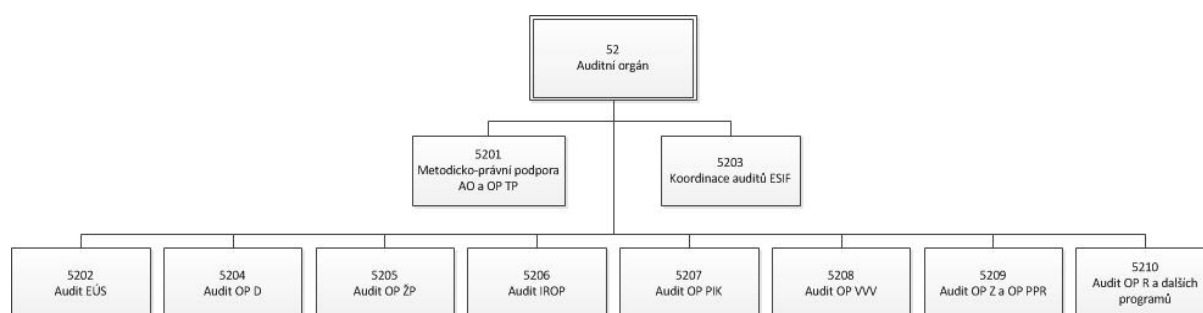 52
Auditní orgán
5201
Metodicko-právní podpora
AO a OP TP
5203
Koordinace auditů ESIF
5202
Audit EÚS
5204
Audit OP D
5205
Audit OP ŽP
5206
Audit IROP
5207
Audit OP PIK
5208
Audit OP VVV
5209
Audit OP Z a OP PPR
5210
Audit OP R a dalších
programů